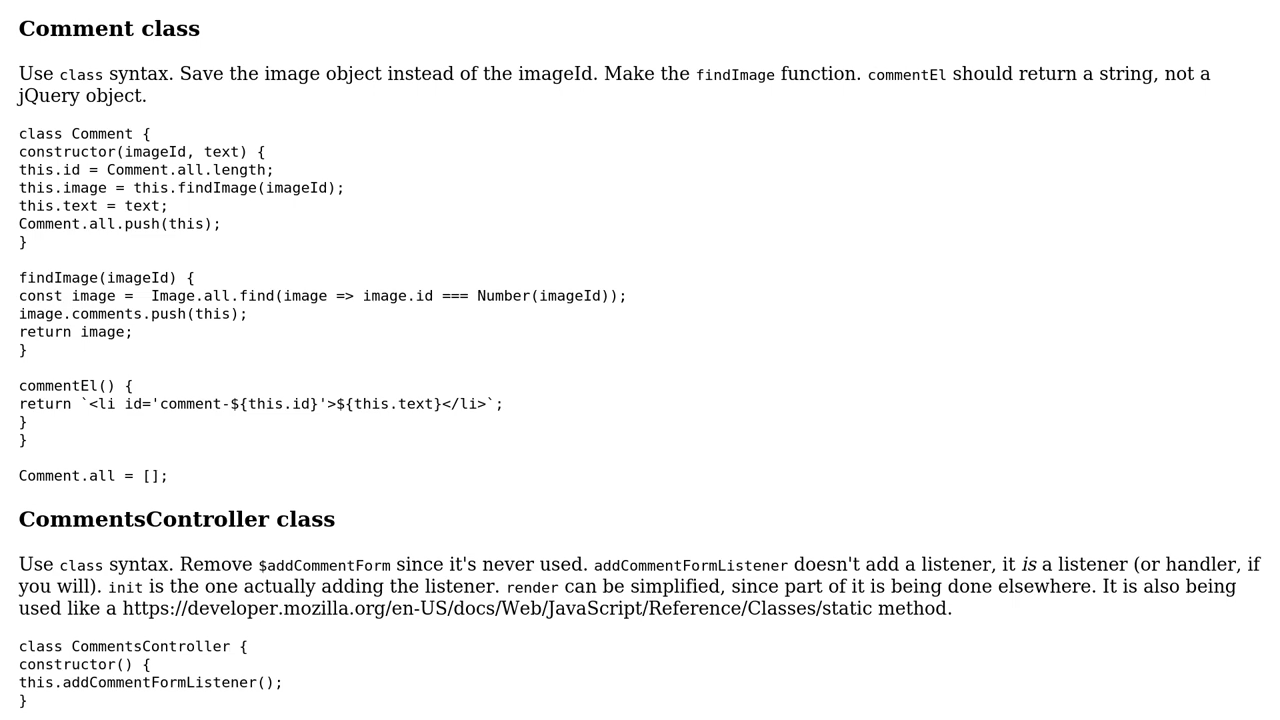 Comment class
Use class syntax. Save the image object instead of the imageId. Make the findImage function. commentEl should return a string, not a
jQuery object.
class Comment {
constructor(imageId, text) {
this.id = Comment.all.length;
this.image = this.findImage(imageId);
this.text = text;
Comment.all.push(this);
}
findImage(imageId) {
const image =  Image.all.find(image => image.id === Number(imageId));
image.comments.push(this);
return image;
}
commentEl() {
return `<li id='comment-${this.id}'>${this.text}</li>`;
}
}
Comment.all = [];
CommentsController class
Use class syntax. Remove $addCommentForm since it's never used. addCommentFormListener doesn't add a listener, it is a listener (or handler, if
you will). init is the one actually adding the listener. render can be simplified, since part of it is being done elsewhere. It is also being
used like a https://developer.mozilla.org/en-US/docs/Web/JavaScript/Reference/Classes/static method.
class CommentsController {
constructor() {
this.addCommentFormListener();
}